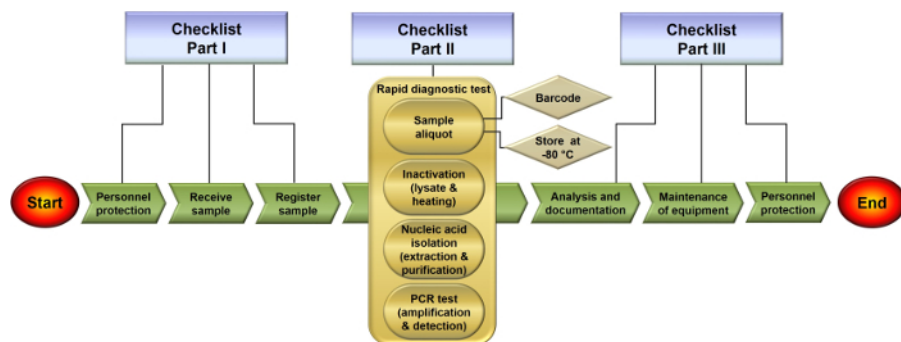 Checklist
Part I
Checklist
Part II
Checklist
Part III
Rapid diagnostic test
Sample
aliquot
Barcode
Store at
-80 °C
Inactivation
(lysate &
heating)
Nucleic acid
isolation
(extraction &
purification)
PCR test
(amplification
& detection)
Start
Personnel
protection
Receive
sample
Register
sample
Analysis and
documentation
Maintenance
of equipment
Personnel
protection
End